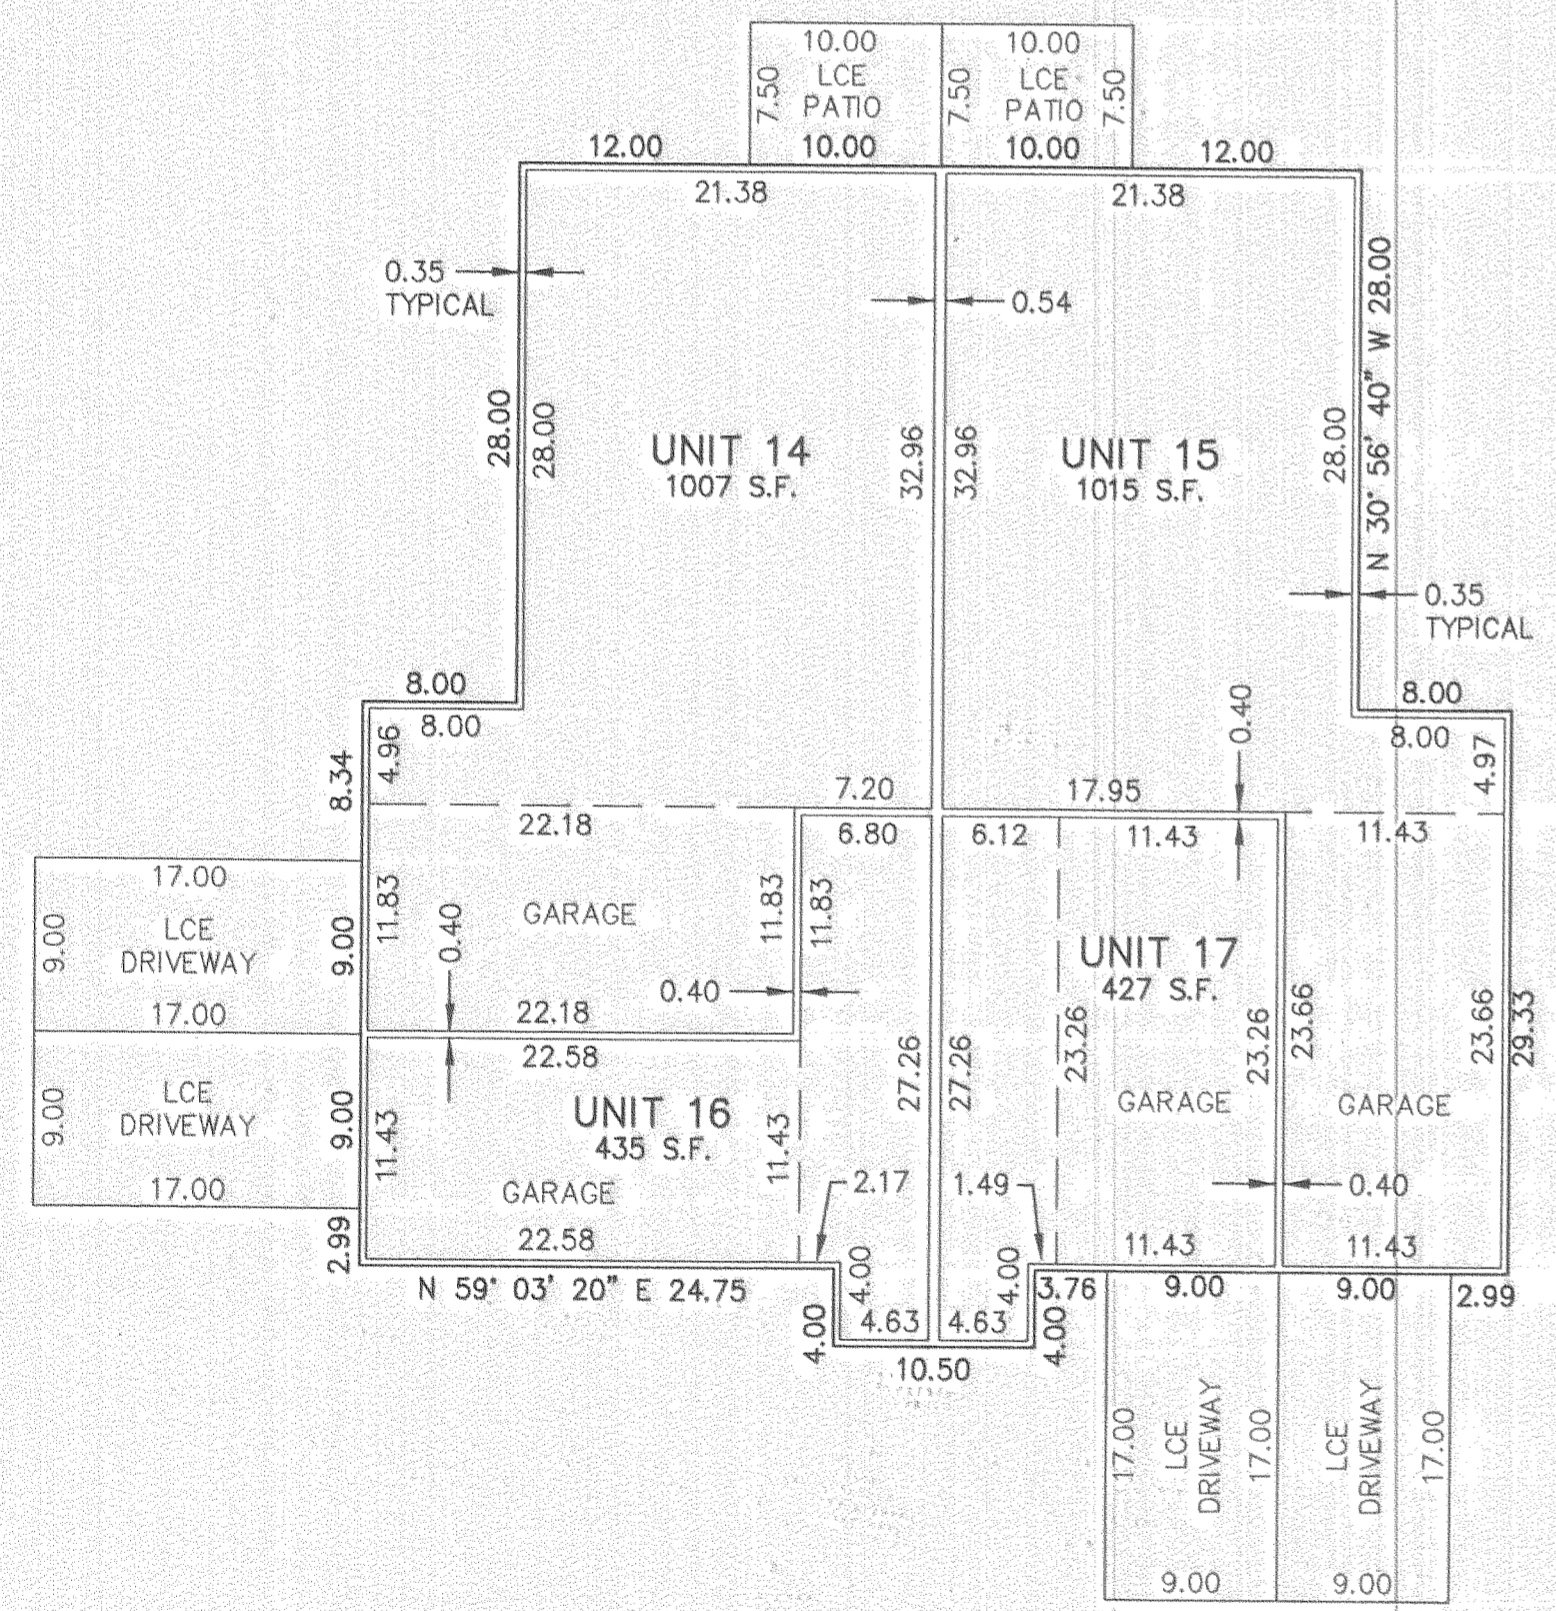 10.00
LCE
PATIO
7.50
10.00
10.00
LCE
PATIO
7.50
7.50
10.00
12.00
12.00
21.38
21.38
0.35
TYPICAL
0.54
28.00
28.00
UNIT 14
1007 S.F.
32.96
32.96
UNIT 15
1015 S.F.
28.00
N 30° 56' 40" W 28.00
0.35
TYPICAL
8.00
8.00
8.34
4.96
7.20
17.95
0.40
8.00
8.00
4.97
22.18
6.80
6.12
11.43
11.43
17.00
LCE
DRIVEWAY
9.00
9.00
17.00
11.83
0.40
GARAGE
11.83
11.83
0.40
22.18
UNIT 17
427 S.F.
23.26
23.26
23.66
23.66
29.33
22.58
LCE
DRIVEWAY
9.00
9.00
17.00
11.43
UNIT 16
435 S.F.
11.43
27.26
27.26
GARAGE
GARAGE
GARAGE
2.17
1.49
0.40
2.99
22.58
11.43
11.43
N 59° 03' 20" E 24.75
4.00
4.00
4.63
4.63
4.00
4.00
3.76
9.00
9.00
2.99
10.50
17.00
LCE
DRIVEWAY
17.00
LCE
DRIVEWAY
17.00
9.00
9.00